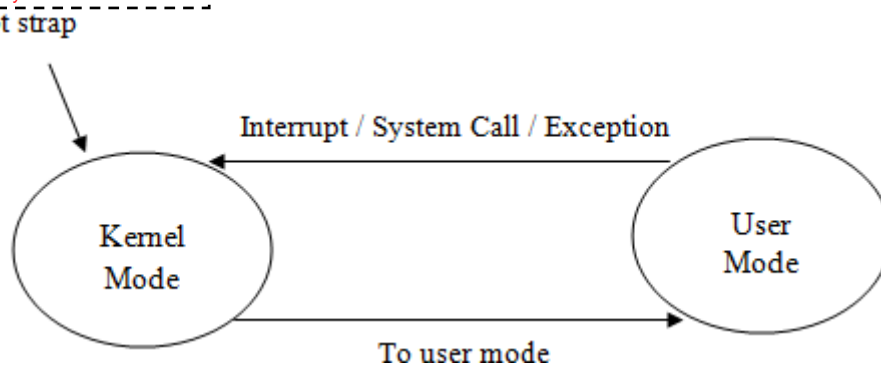 strap
Interrupt / System Call / Exception
Kernel
Mode
User
Mode
To user mode